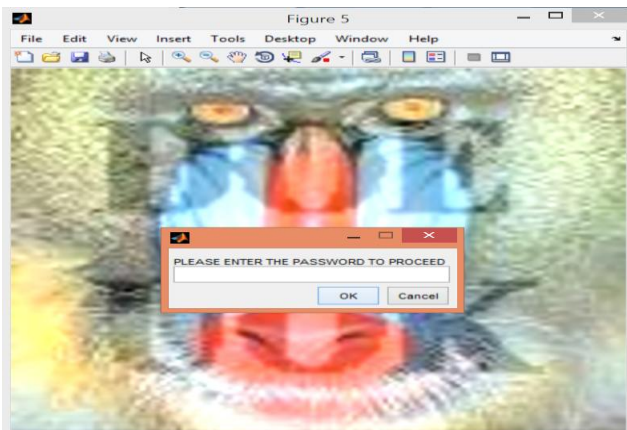 Figure 5
File Edit View Insert Tools Desktop Window Help
PLEASE ENTER THE PASSWORD TO PROCEED
OK Cancel